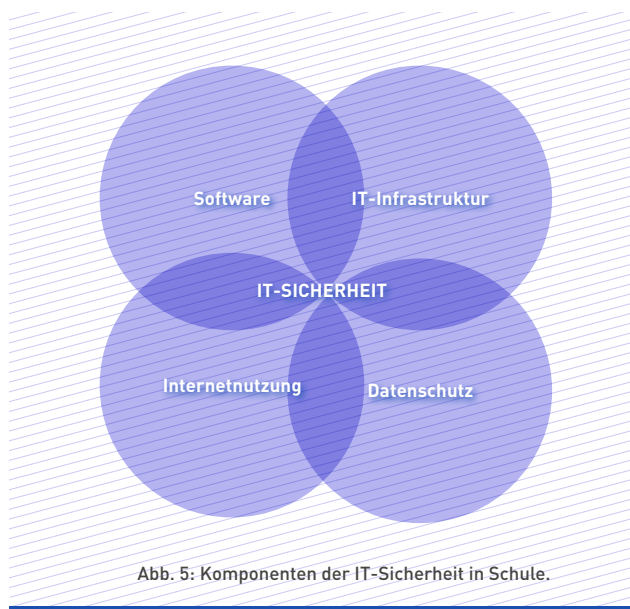 Software
IT-Infrastruktur
IT-SICHERHEIT
Internetnutzung
Datenschutz
Abb. 5: Komponenten der IT-Sicherheit in Schule.